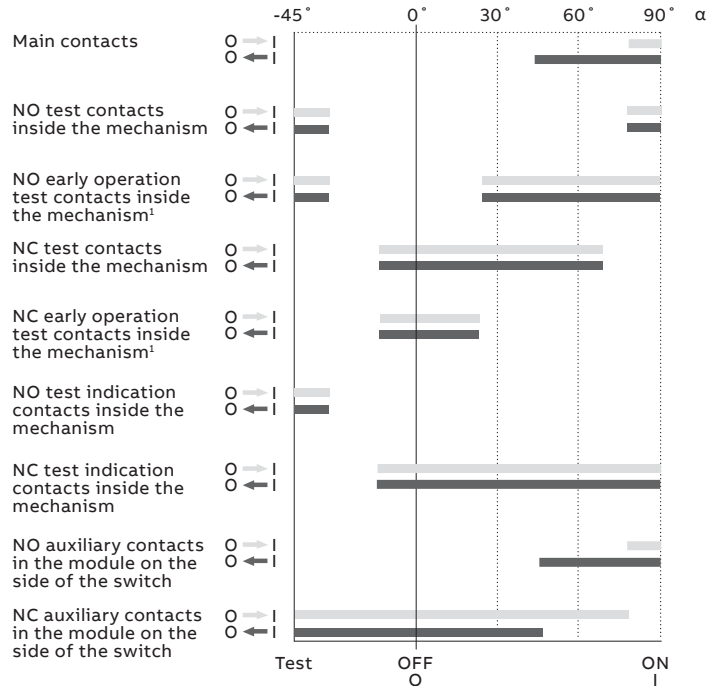 -45° 0° 30° 60° 90° α
Main contacts O I
O I
NO test contacts O I
inside the mechanism O I
NO early operation O I
test contacts inside O I
the mechanism¹
NC test contacts O I
inside the mechanism O I
NC early operation O I
test contacts inside O I
the mechanism¹
NO test indication O I
contacts inside the O I
mechanism
NC test indication O I
contacts inside the O I
mechanism
NO auxiliary contacts O I
in the module on the O I
side of the switch
NC auxiliary contacts O I
in the module on the O I
side of the switch
Test OFF ON
O I